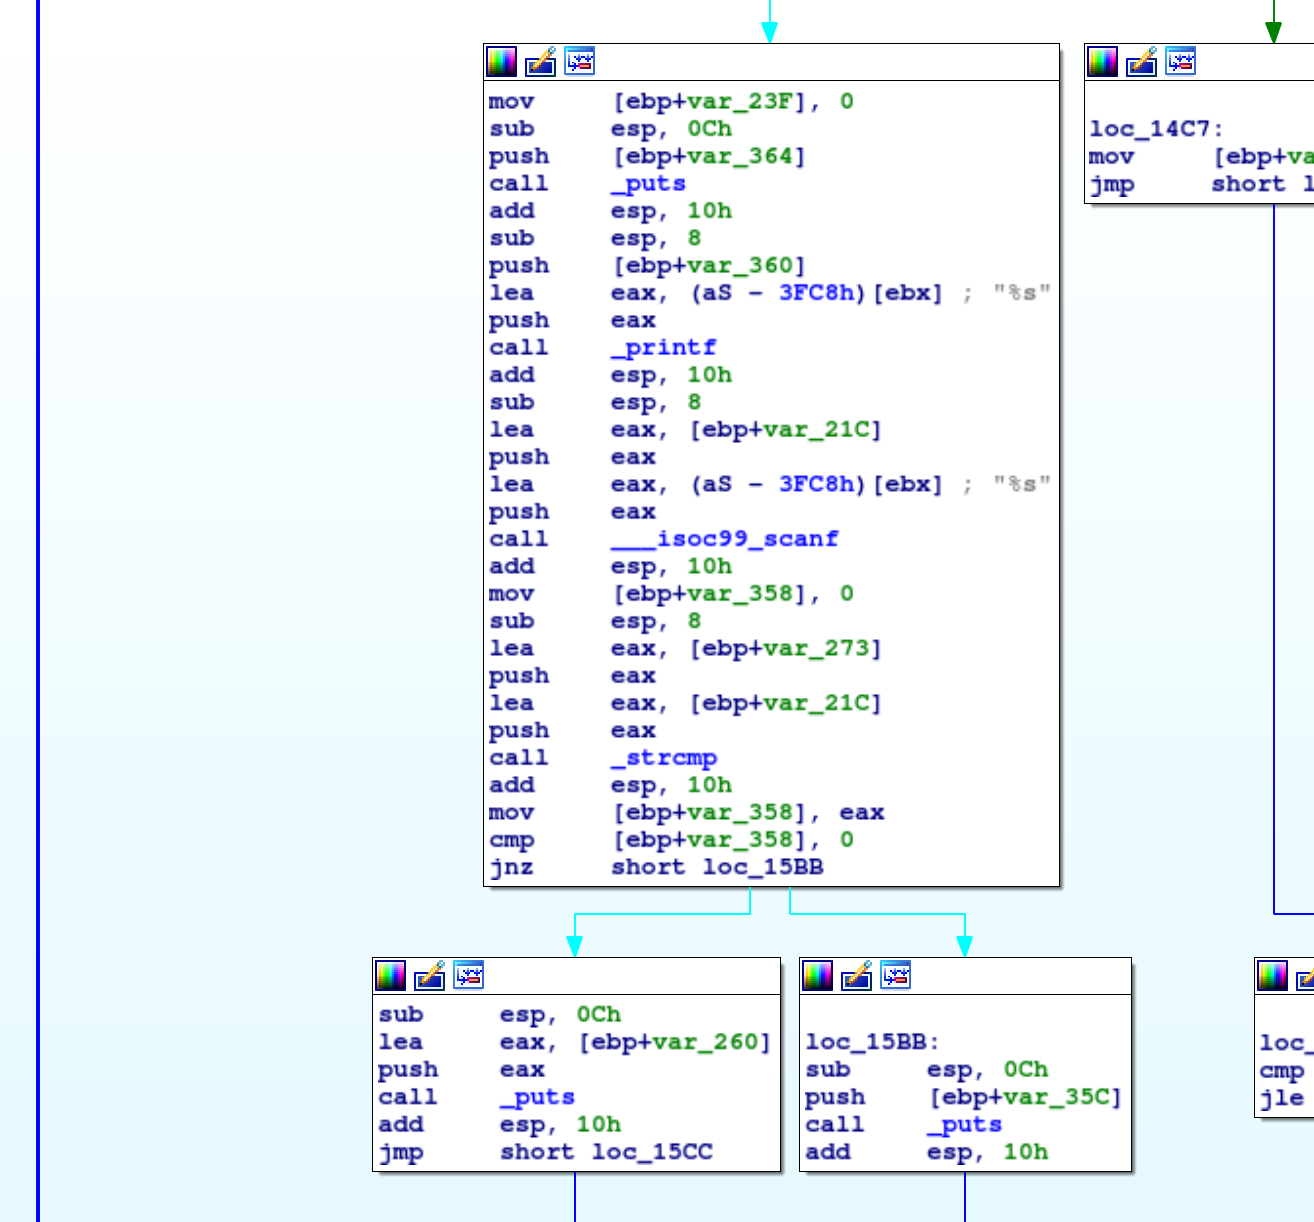 mov [ebp+var_23F], 0
sub esp, 0Ch
push [ebp+var_364]
call _puts
add esp, 10h
sub esp, 8
push [ebp+var_360]
lea eax, (aS - 3FC8h)[ebx] ; "%s"
push eax
call _printf
add esp, 10h
sub esp, 8
lea eax, [ebp+var_21C]
push eax
lea eax, (aS - 3FC8h)[ebx] ; "%s"
push eax
call ___isoc99_scanf
add esp, 10h
mov [ebp+var_358], 0
sub esp, 8
lea eax, [ebp+var_273]
push eax
lea eax, [ebp+var_21C]
push eax
call _strcmp
add esp, 10h
mov [ebp+var_358], eax
cmp [ebp+var_358], 0
jnz short loc_15BB
loc_14C7:
mov [ebp+va
jmp short l
sub esp, 0Ch
lea eax, [ebp+var_260]
push eax
call _puts
add esp, 10h
jmp short loc_15CC
loc_15BB:
sub esp, 0Ch
push [ebp+var_35C]
call _puts
add esp, 10h
loc_
cmp
jle